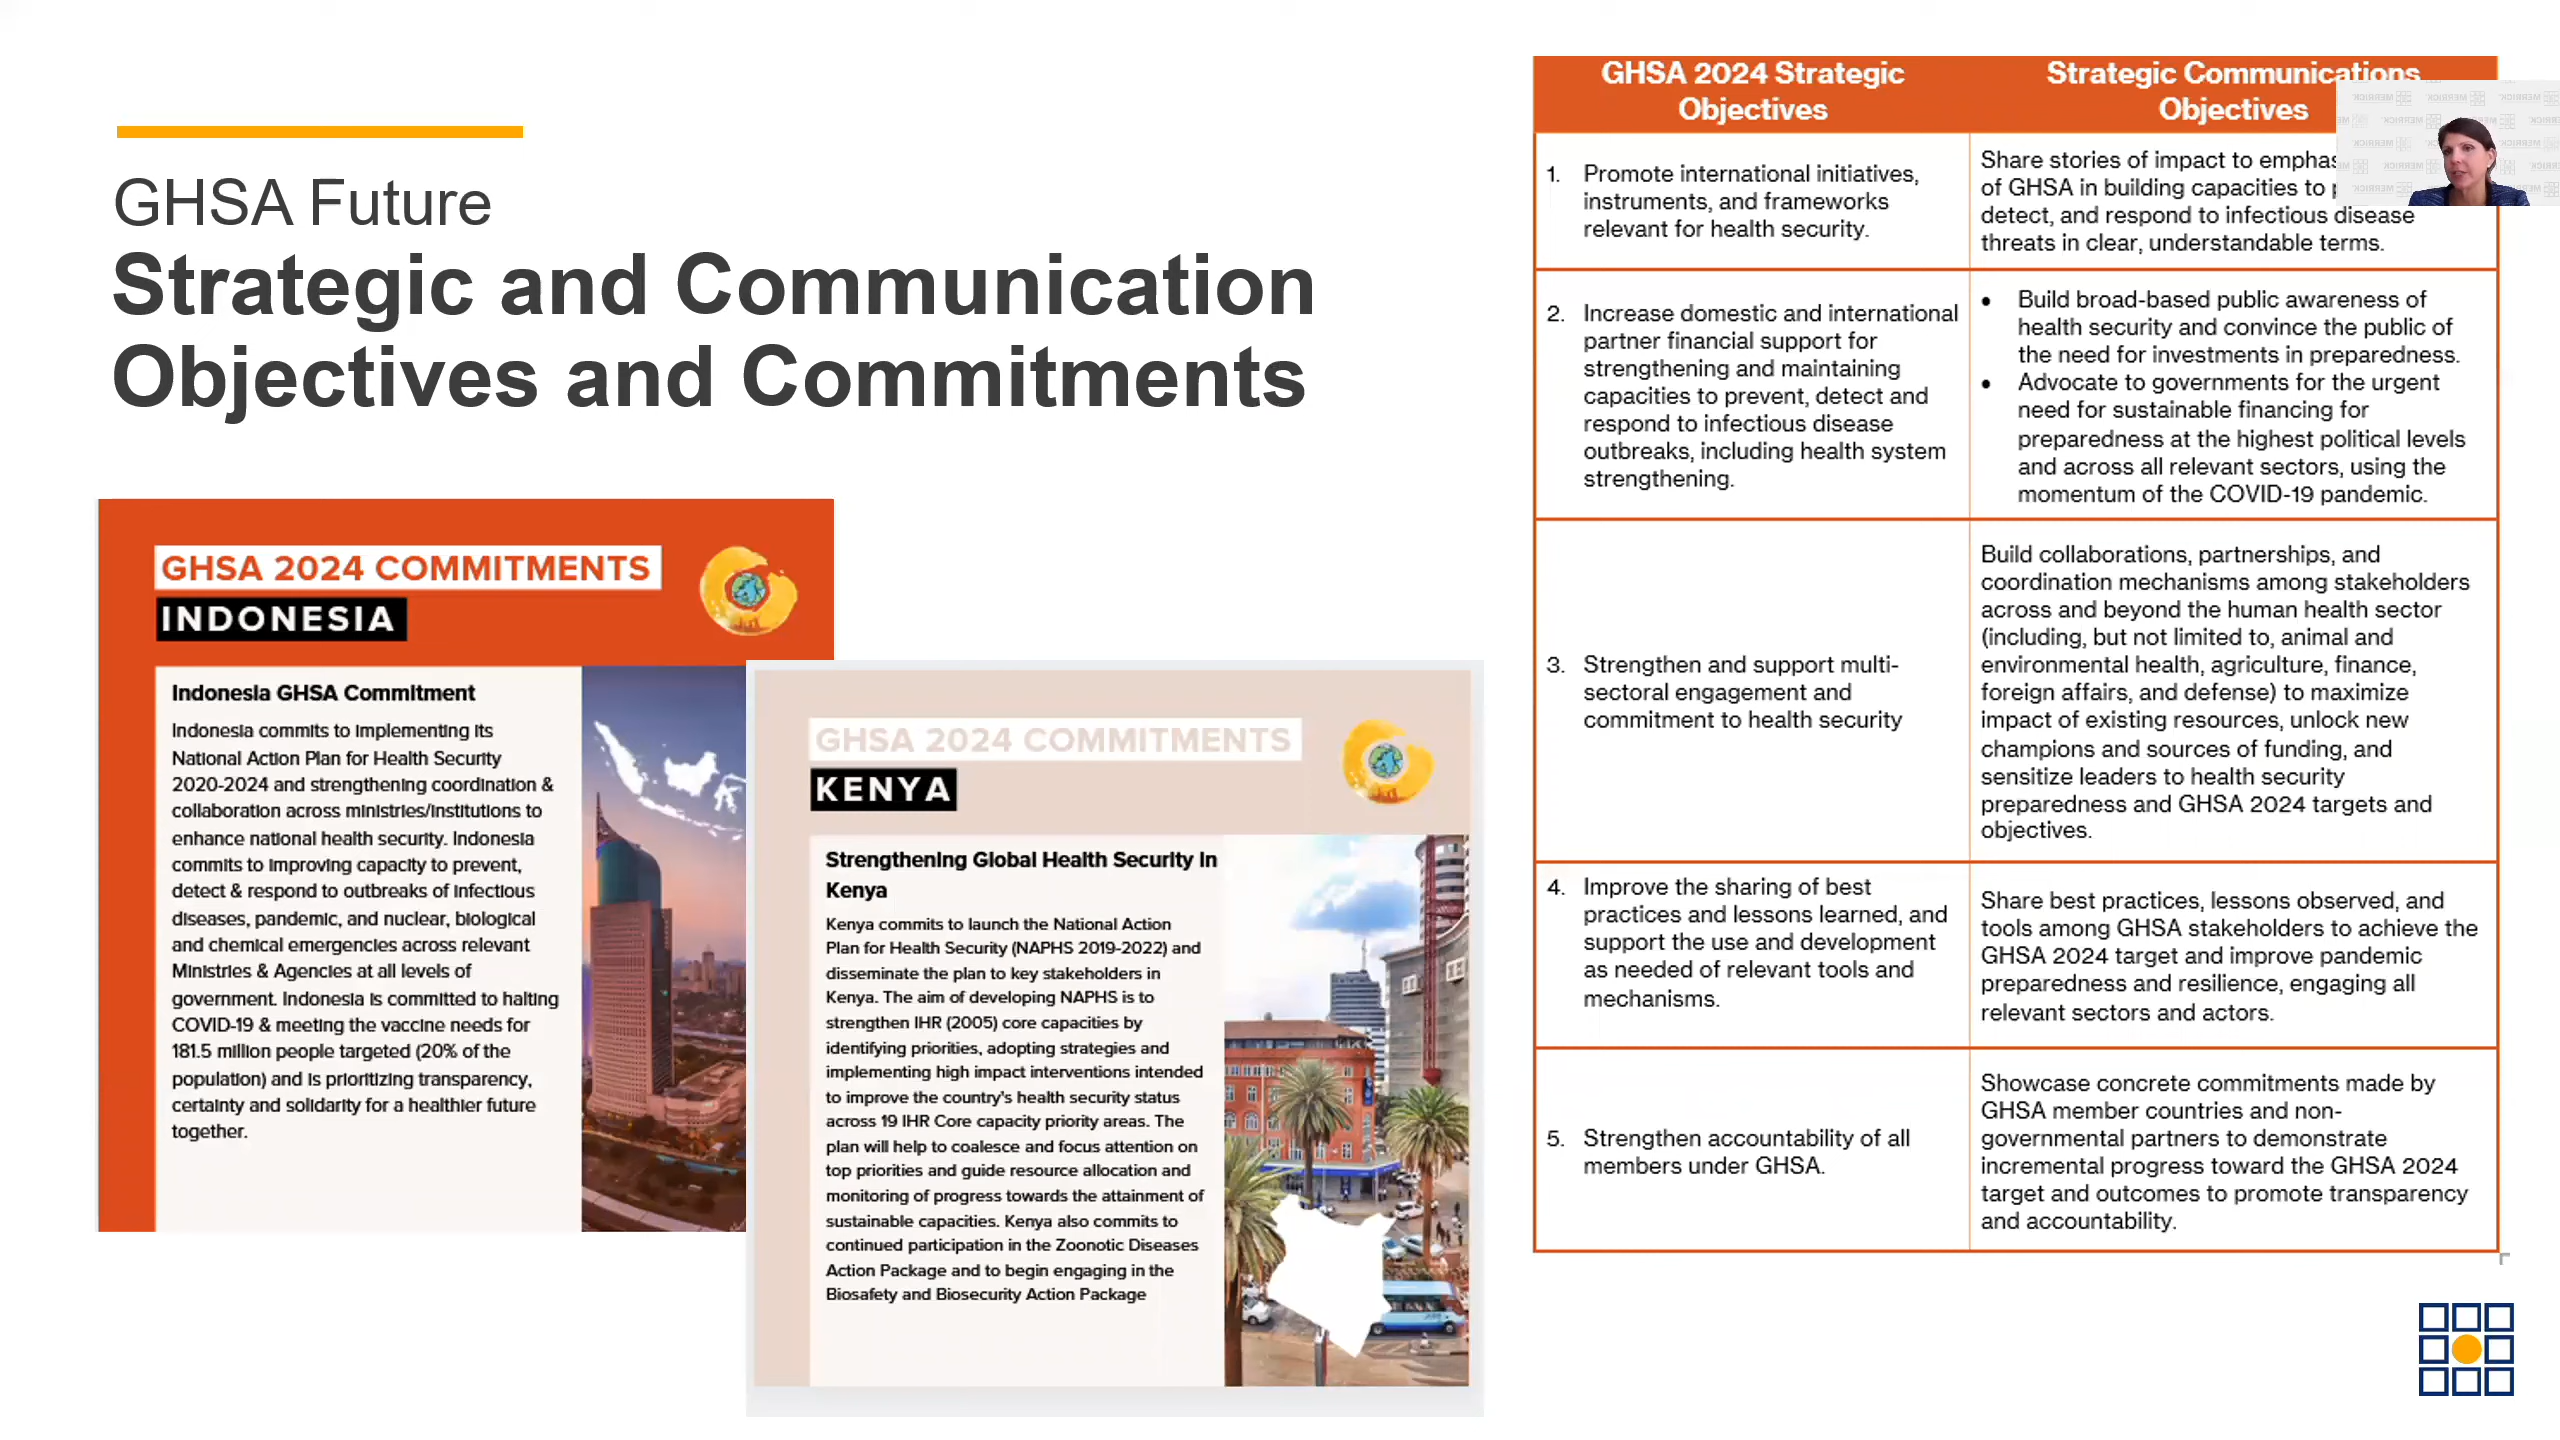 GHSA Future
Strategic and Communication
Objectives and Commitments
GHSA 2024 COMMITMENTS
INDONESIA
Indonesia GHSA Commitment
Indonesia commits to implementing its
National Action Plan for Health Security
2020-2024 and strengthening coordination &
collaboration across ministries/institutions to
enhance national health security. Indonesia
commits to improving capacity to prevent,
detect & respond to outbreaks of infectious
diseases, pandemic, and nuclear, biological
and chemical emergencies across relevant
Ministries & Agencies at all levels of
government. Indonesia is committed to halting
COVID-19 & meeting the vaccine needs for
181.5 million people targeted (20% of the
population) and is prioritizing transparency,
certainty and solidarity for a healthier future
together.
GHSA 2024 COMMITMENTS
KENYA
Strengthening Global Health Security in
Kenya
Kenya commits to launch the National Action
Plan for Health Security (NAPHS 2019-2022) and
disseminate the plan to key stakeholders in
Kenya. The aim of developing NAPHS is to
strengthen IHR (2005) core capacities by
identifying priorities, adopting strategies and
implementing high impact interventions intended
to improve the country's health security status
across 19 IHR Core capacity priority areas. The
plan will help to coalesce and focus attention on
top priorities and guide resource allocation and
monitoring of progress towards the attainment of
sustainable capacities. Kenya also commits to
continued participation in the Zoonotic Diseases
Action Package and to begin engaging in the
Biosafety and Biosecurity Action Package
GHSA 2024 Strategic
Objectives
Strategic Communications
Objectives
1. Promote international initiatives,
instruments, and frameworks
relevant for health security.
Share stories of impact to
of GHSA in building capacities to
detect, and respond to infectious disease
threats in clear, understandable terms.
2. Increase domestic and international
partner financial support for
strengthening and maintaining
capacities to prevent, detect and
respond to infectious disease
outbreaks, including health system
strengthening.
• Build broad-based public awareness of
health security and convince the public of
the need for investments in preparedness.
• Advocate to governments for the urgent
need for sustainable financing for
preparedness at the highest political levels
and across all relevant sectors, using the
momentum of the COVID-19 pandemic.
3. Strengthen and support multi-
sectoral engagement and
commitment to health security
Build collaborations, partnerships, and
coordination mechanisms among stakeholders
across and beyond the human health sector
(including, but not limited to, animal and
environmental health, agriculture, finance,
foreign affairs, and defense) to maximize
impact of existing resources, unlock new
champions and sources of funding, and
sensitize leaders to health security
preparedness and GHSA 2024 targets and
objectives.
4. Improve the sharing of best
practices and lessons learned, and
support the use and development
as needed of relevant tools and
mechanisms.
Share best practices, lessons observed, and
tools among GHSA stakeholders to achieve the
GHSA 2024 target and improve pandemic
preparedness and resilience, engaging all
relevant sectors and actors.
5. Strengthen accountability of all
members under GHSA.
Showcase concrete commitments made by
GHSA member countries and non-
governmental partners to demonstrate
incremental progress toward the GHSA 2024
target and outcomes to promote transparency
and accountability.